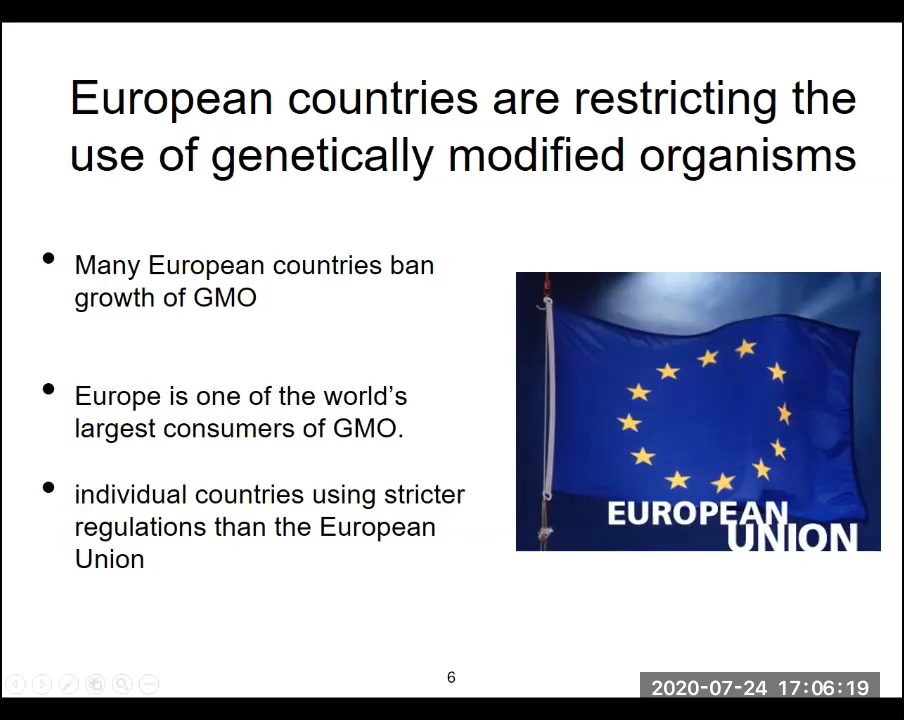 European countries are restricting the
use of genetically modified organisms
• Many European countries ban
growth of GMO
• Europe is one of the world’s
largest consumers of GMO.
• individual countries using stricter
regulations than the European
Union
EUROPEAN
UNION
6
2020-07-24 17:06:19